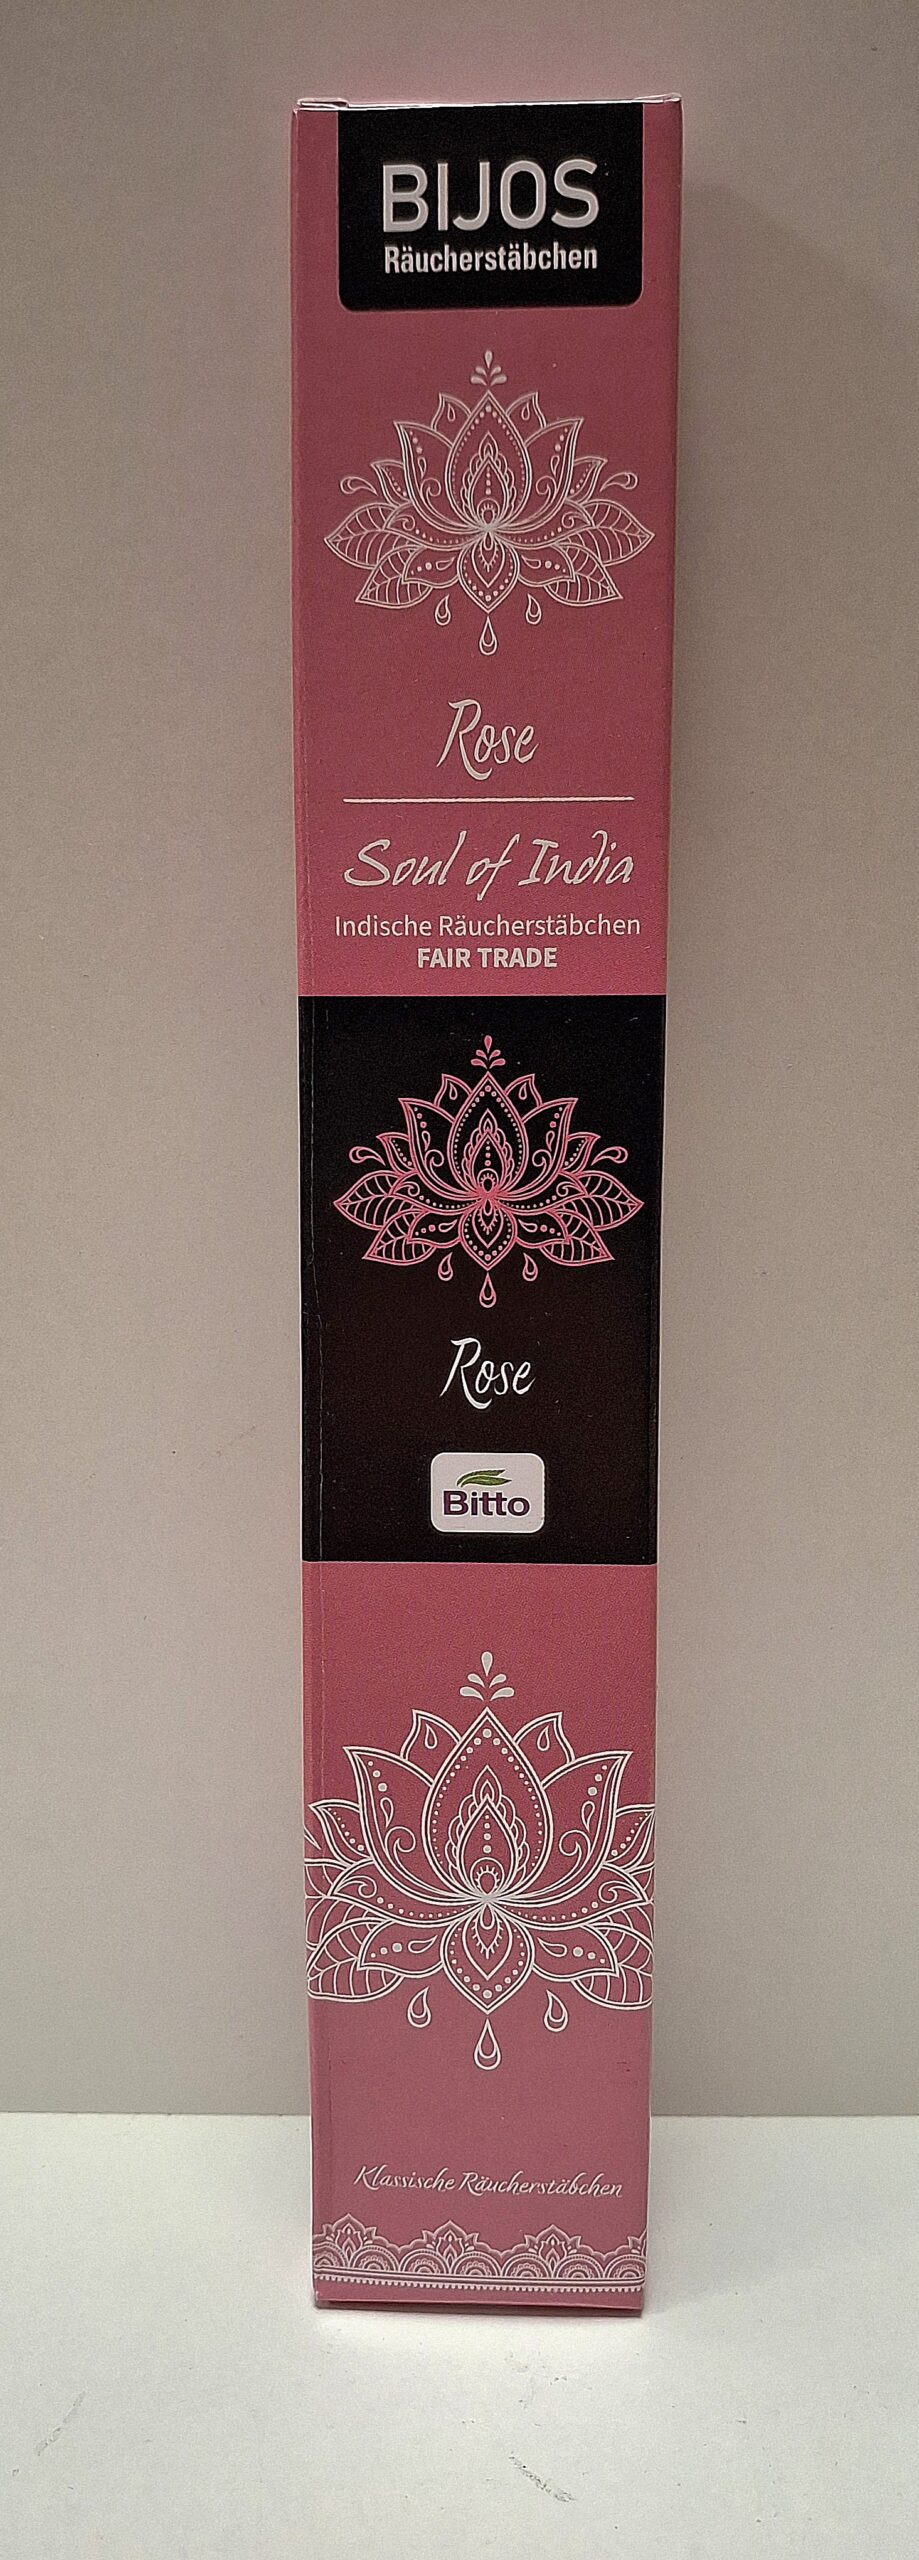 BIJOS
Räucherstäbchen
Rose
Soul of India
Indische Räucherstäbchen
FAIR TRADE
Rose
Bitto
Klassische Räucherstäbchen